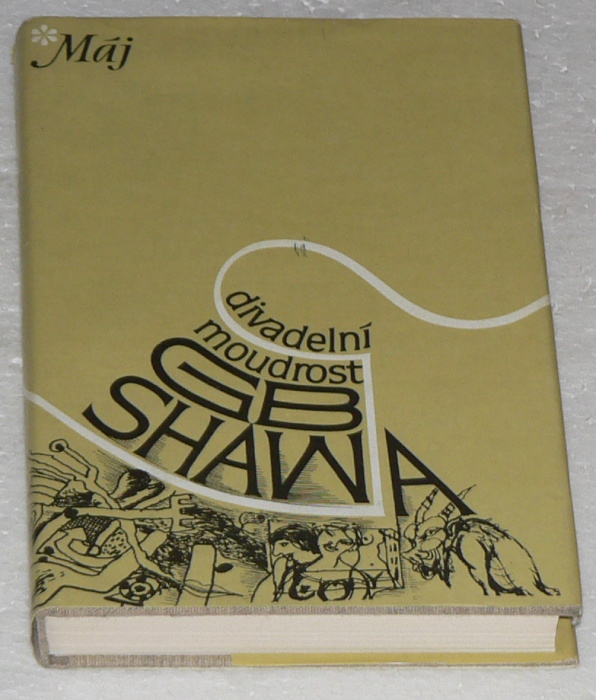 Máj
divadelní
moudrost
GB
SHAWA